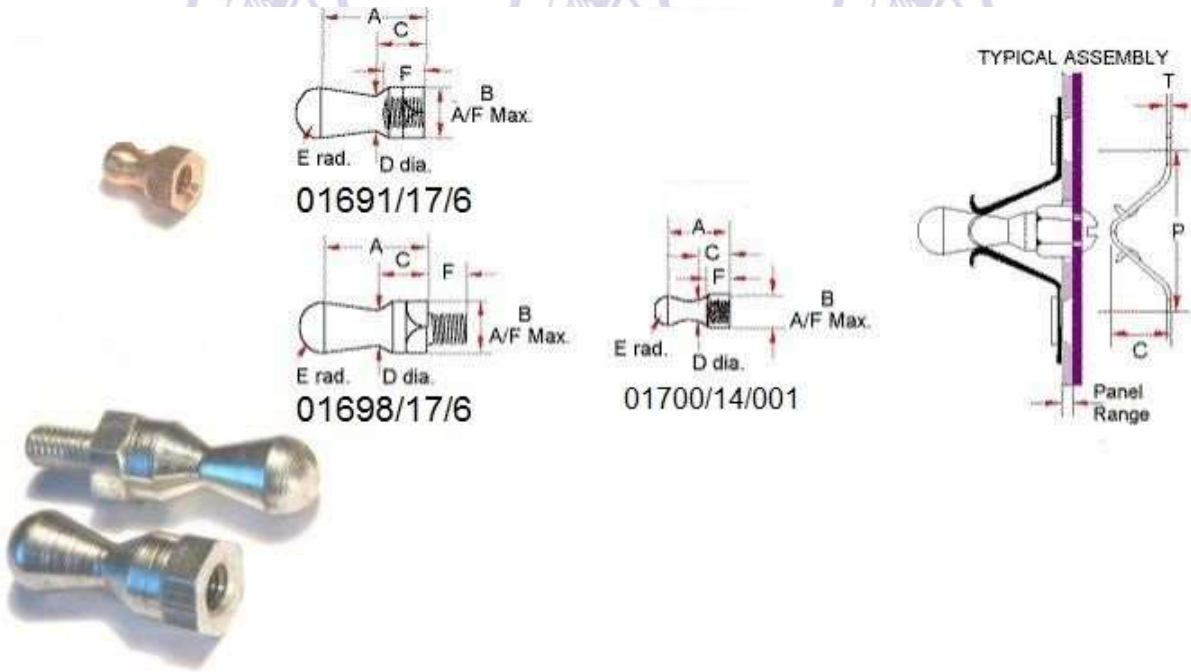 A
C
F
B
A/F Max.
E rad.
D dia.
01691/17/6
A
C
F
B
A/F Max.
E rad.
D dia.
01698/17/6
A
C
F
B
A/F Max.
E rad.
D dia.
01700/14/001
TYPICAL ASSEMBLY
T
P
C
Panel
Range